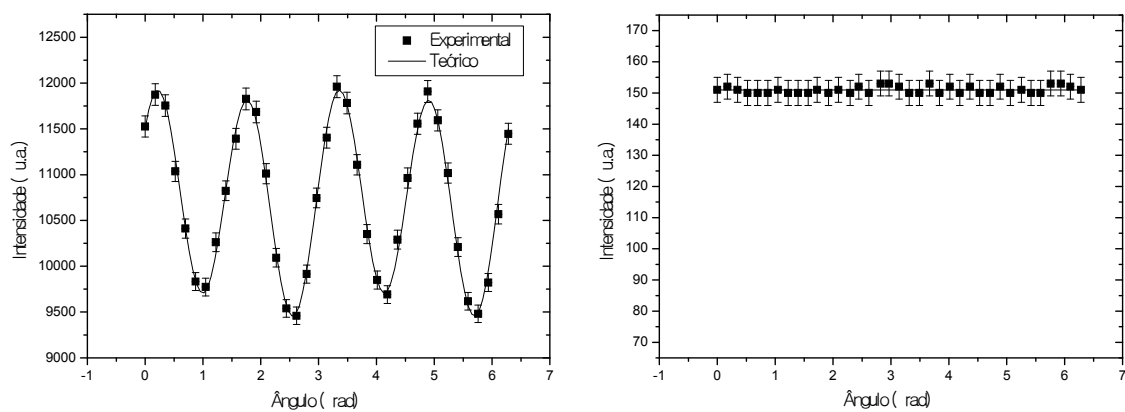 12500
12000
11500
11000
10500
10000
9500
9000
Intensidade ( u.a.)
Experimental
Teórico
-1 0 1 2 3 4 5 6 7
Ângulo ( rad)
170
160
150
140
130
120
110
100
90
80
70
Intensidade ( u.a.)
-1 0 1 2 3 4 5 6 7
Ângulo ( rad)